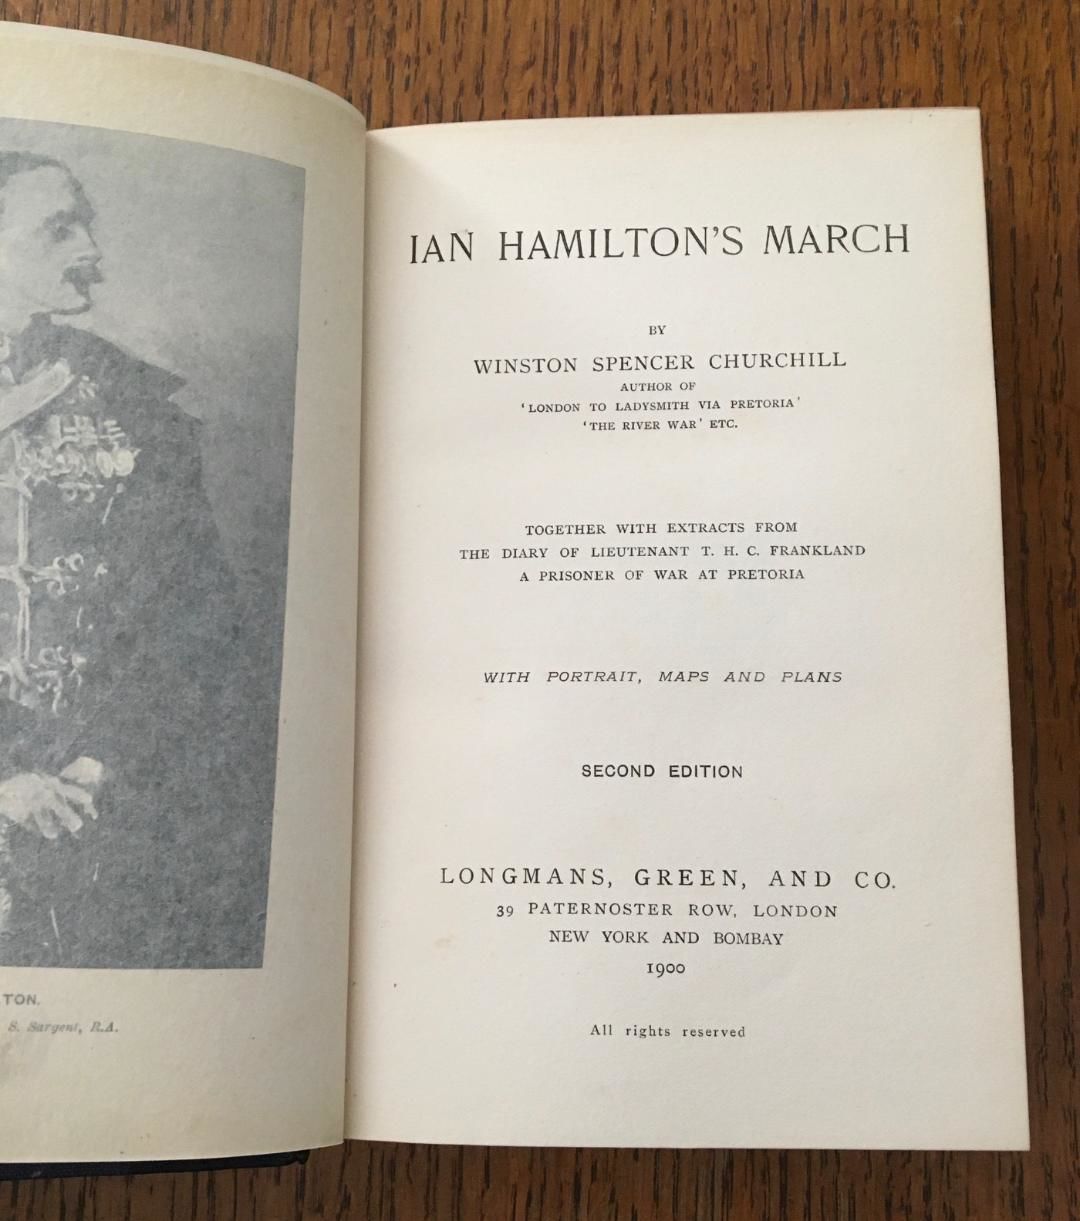 TON.
S. Sargent, R.A.
IAN HAMILTON'S MARCH
BY
WINSTON SPENCER CHURCHILL
AUTHOR OF
'LONDON TO LADYSMITH VIA PRETORIA'
'THE RIVER WAR' ETC.
TOGETHER WITH EXTRACTS FROM
THE DIARY OF LIEUTENANT T. H. C. FRANKLAND
A PRISONER OF WAR AT PRETORIA
WITH PORTRAIT, MAPS AND PLANS
SECOND EDITION
LONGMANS, GREEN, AND CO.
39 PATERNOSTER ROW, LONDON
NEW YORK AND BOMBAY
1900
All rights reserved